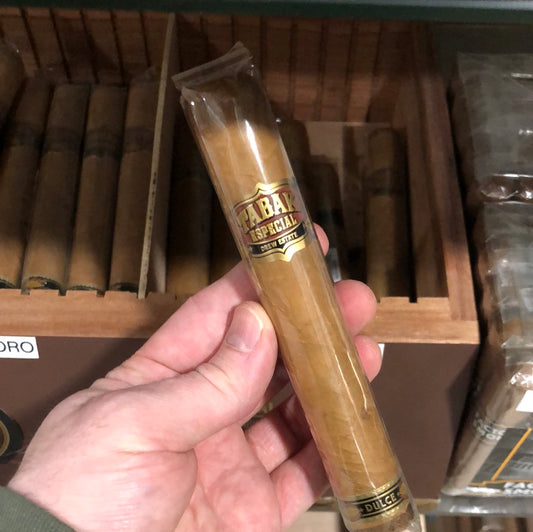 TABAK
ESPECIAL
DREW ESTATE
DULCE
ORO